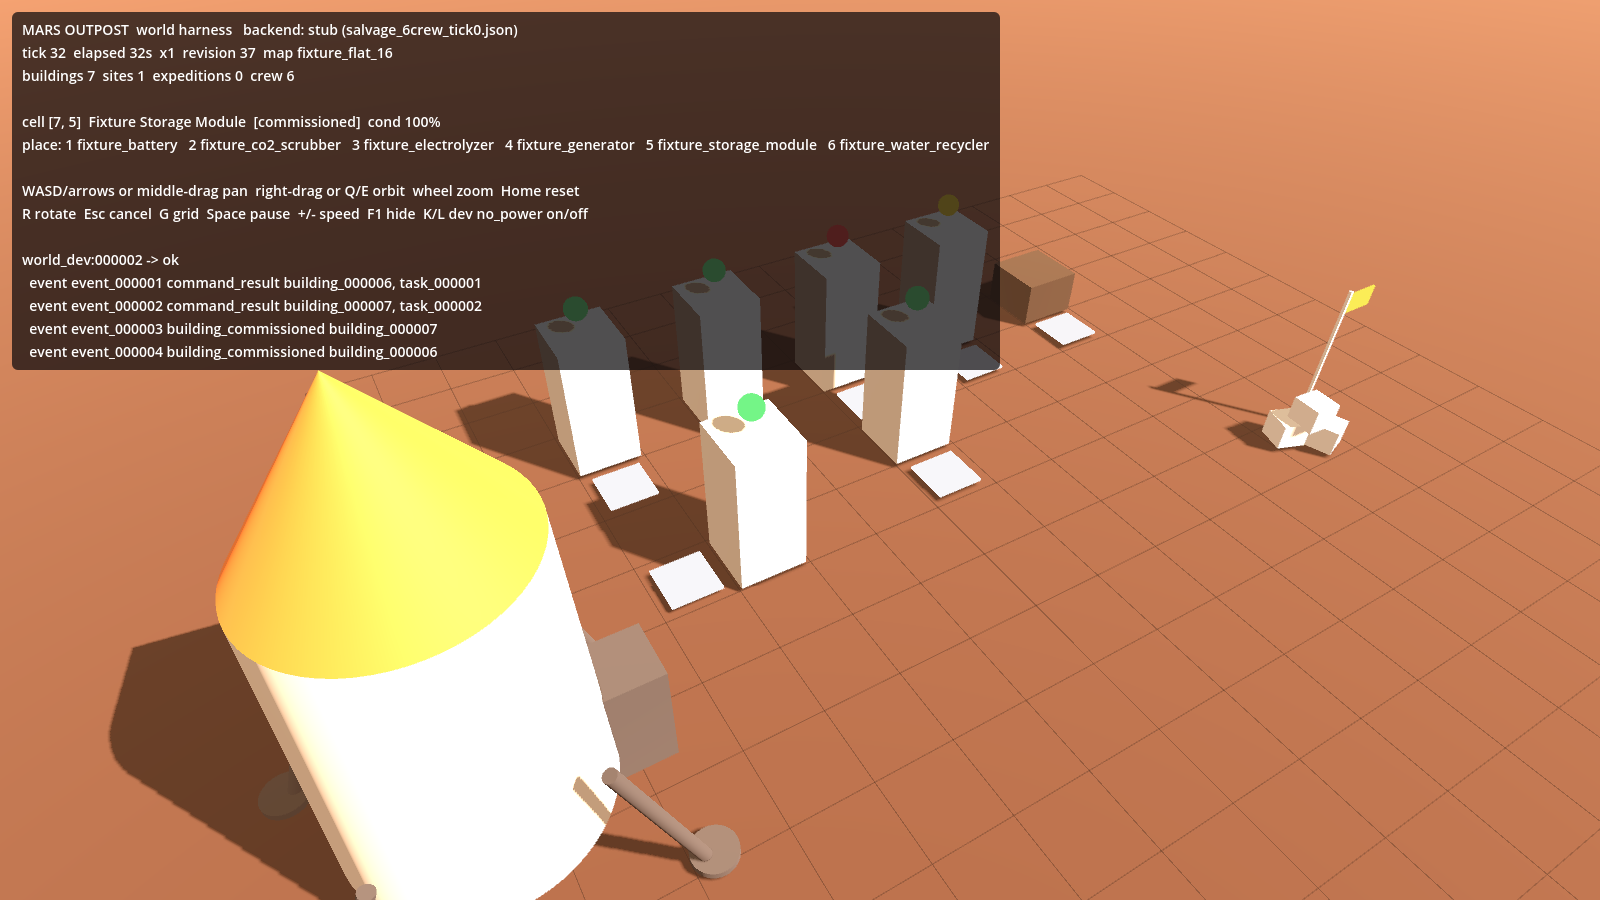 MARS OUTPOST  world harness   backend: stub (salvage_6crew_tick0.json)
tick 32  elapsed 32s  x1  revision 37  map fixture_flat_16
buildings 7  sites 1  expeditions 0  crew 6
cell [7, 5]  Fixture Storage Module  [commissioned]  cond 100%
place: 1 fixture_battery   2 fixture_co2_scrubber   3 fixture_electrolyzer   4 fixture_generator   5 fixture_storage_module   6 fixture_water_recycler
WASD/arrows or middle-drag pan  right-drag or Q/E orbit  wheel zoom  Home reset
R rotate  Esc cancel  G grid  Space pause  +/- speed  F1 hide  K/L dev no_power on/off
world_dev:000002 -> ok
event event_000001 command_result building_000006, task_000001
event event_000002 command_result building_000007, task_000002
event event_000003 building_commissioned building_000007
event event_000004 building_commissioned building_000006